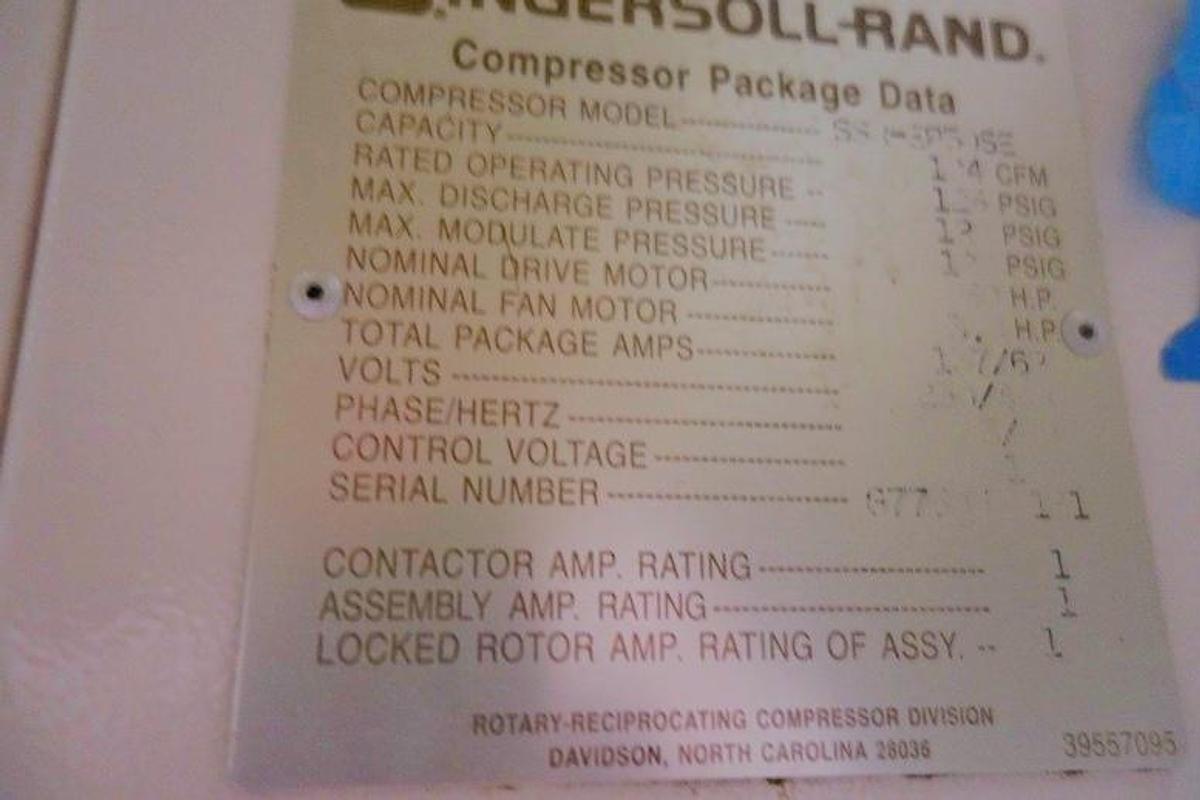 INGERSOLL-RAND.
Compressor Package Data
COMPRESSOR MODEL
CAPACITY CFM
RATED OPERATING PRESSURE PSIG
MAX. DISCHARGE PRESSURE PSIG
MAX. MODULATE PRESSURE PSIG
NOMINAL DRIVE MOTOR H.P.
NOMINAL FAN MOTOR H.P.
TOTAL PACKAGE AMPS
VOLTS
PHASE/HERTZ
CONTROL VOLTAGE
SERIAL NUMBER
CONTACTOR AMP. RATING 1
ASSEMBLY AMP. RATING 1
LOCKED ROTOR AMP. RATING OF ASSY.
ROTARY-RECIPROCATING COMPRESSOR DIVISION
DAVIDSON, NORTH CAROLINA 28036
39557095